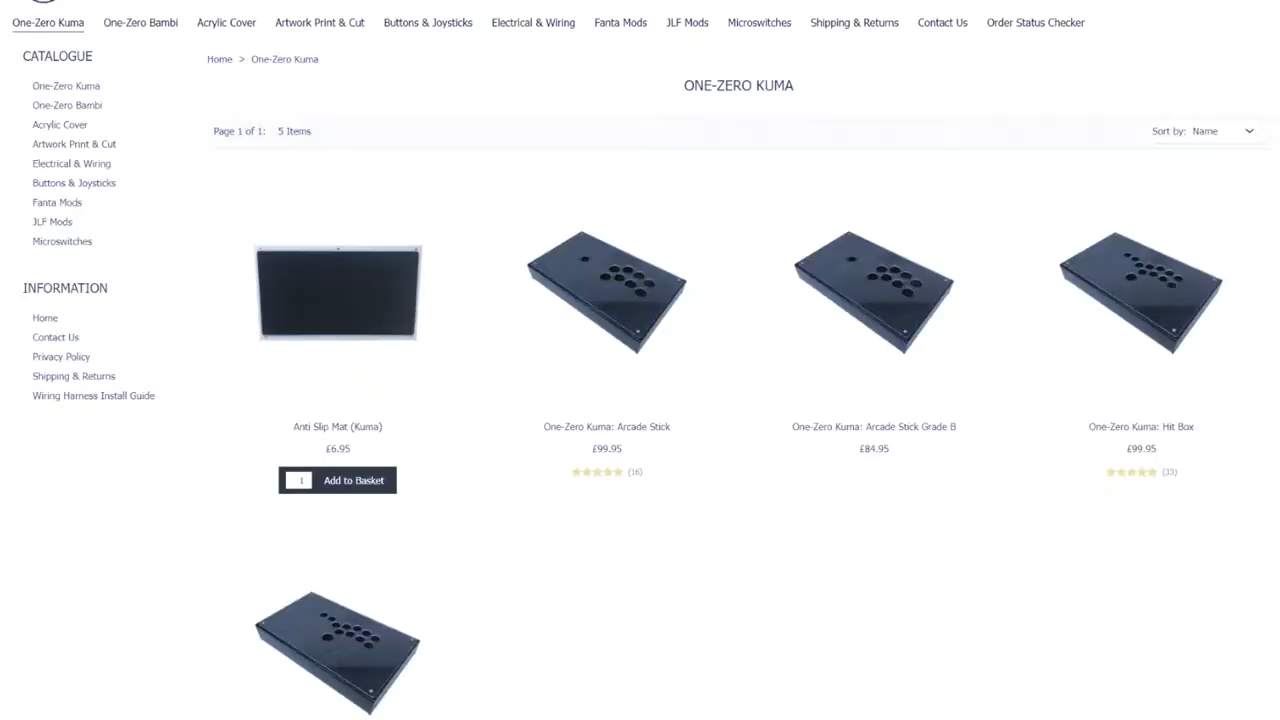 One-Zero Kuma One-Zero Bambi Acrylic Cover Artwork Print & Cut Buttons & Joysticks Electrical & Wiring Fanta Mods JLF Mods Microswitches Shipping & Returns Contact Us Order Status Checker
CATALOGUE
One-Zero Kuma
One-Zero Bambi
Acrylic Cover
Artwork Print & Cut
Electrical & Wiring
Buttons & Joysticks
Fanta Mods
JLF Mods
Microswitches
INFORMATION
Home
Contact Us
Privacy Policy
Shipping & Returns
Wiring Harness Install Guide
Home > One-Zero Kuma
ONE-ZERO KUMA
Page 1 of 1: 5 Items
Sort by: Name
Anti Slip Mat (Kuma)
£6.95
1 Add to Basket
One-Zero Kuma: Arcade Stick
£99.95
(16)
One-Zero Kuma: Arcade Stick Grade B
£84.95
One-Zero Kuma: Hit Box
£99.95
(33)